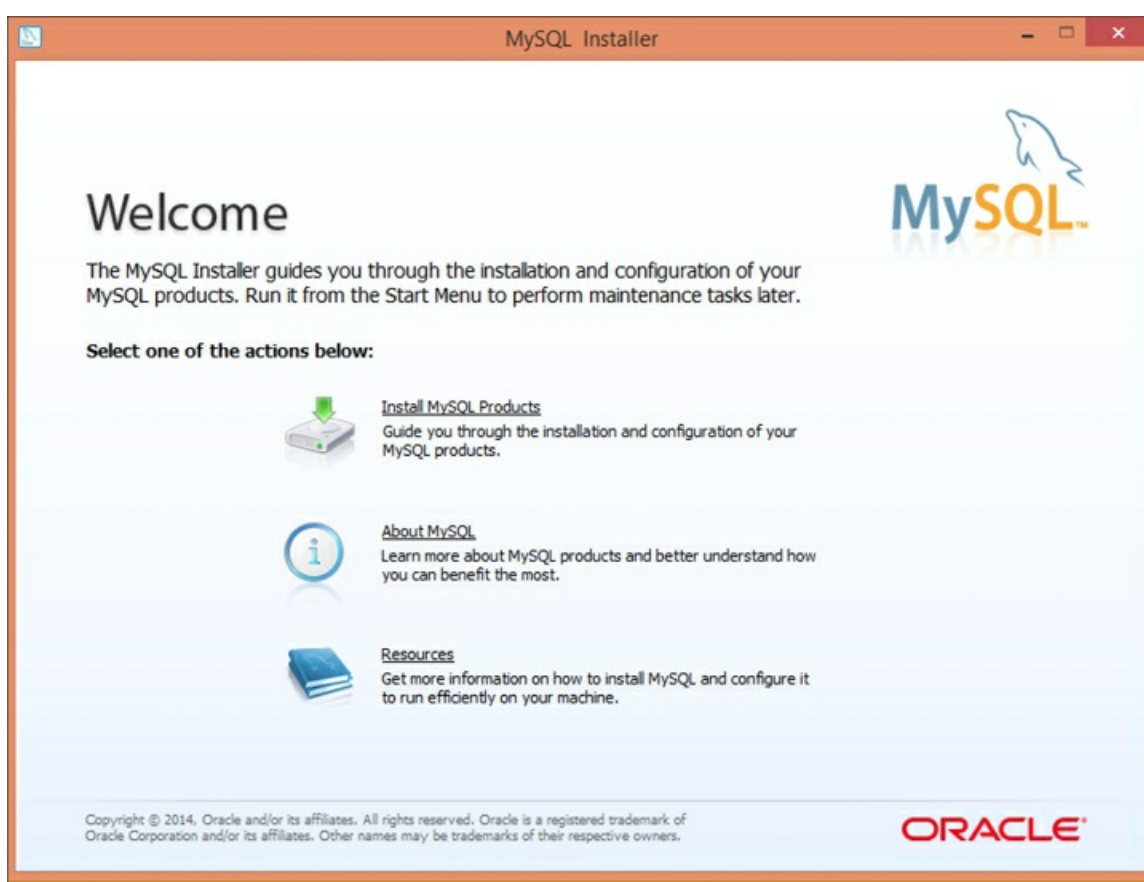 MySQL Installer
MySQL™
Welcome
The MySQL Installer guides you through the installation and configuration of your
MySQL products. Run it from the Start Menu to perform maintenance tasks later.
Select one of the actions below:
Install MySQL Products
Guide you through the installation and configuration of your
MySQL products.
About MySQL
Learn more about MySQL products and better understand how
you can benefit the most.
Resources
Get more information on how to install MySQL and configure it
to run efficiently on your machine.
Copyright © 2014, Oracle and/or its affiliates. All rights reserved. Oracle is a registered trademark of
Oracle Corporation and/or its affiliates. Other names may be trademarks of their respective owners.
ORACLE®